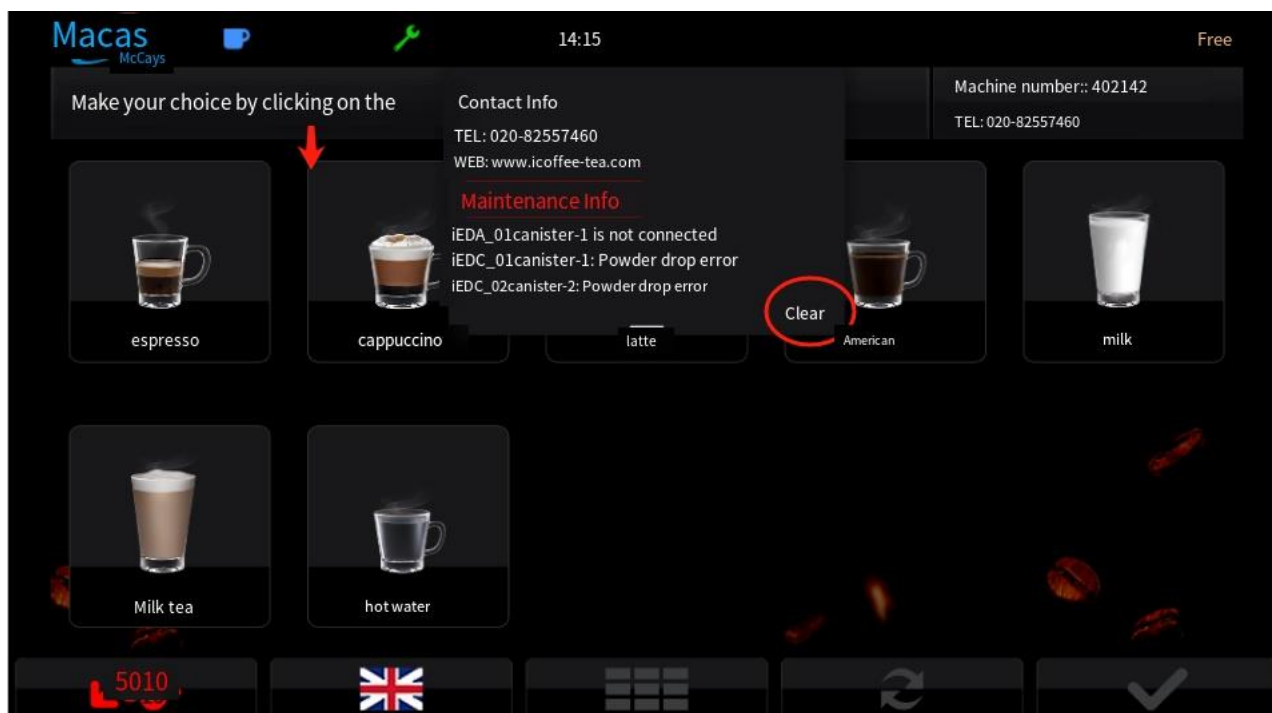 Macas
McCays
14:15
Free
Make your choice by clicking on the
Contact Info
TEL: 020-82557460
WEB: www.icoffee-tea.com
Maintenance Info
iEDA_01canister-1 is not connected
iEDC_01canister-1: Powder drop error
iEDC_02canister-2: Powder drop error
Clear
Machine number:: 402142
TEL: 020-82557460
espresso
cappuccino
latte
American
milk
Milk tea
hot water
5010